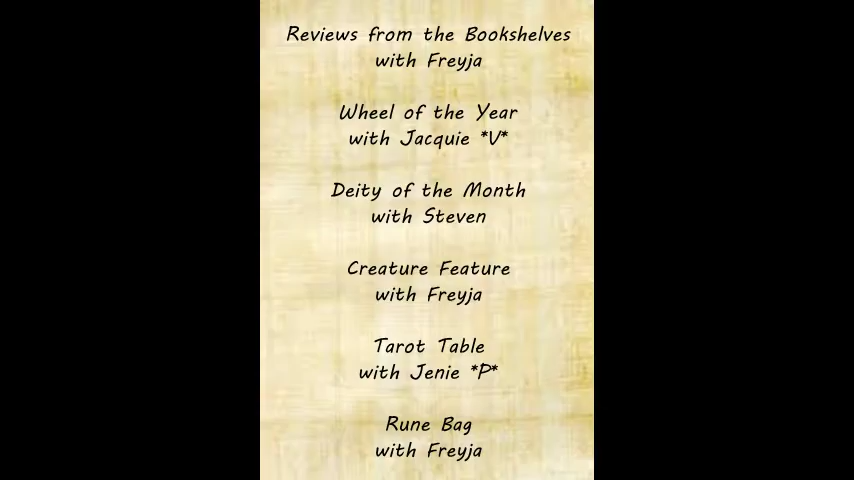 Reviews from the Bookshelves
with Freyja
Wheel of the Year
with Jacquie *V*
Deity of the Month
with Steven
Creature Feature
with Freyja
Tarot Table
with Jenie *P*
Rune Bag
with Freyja